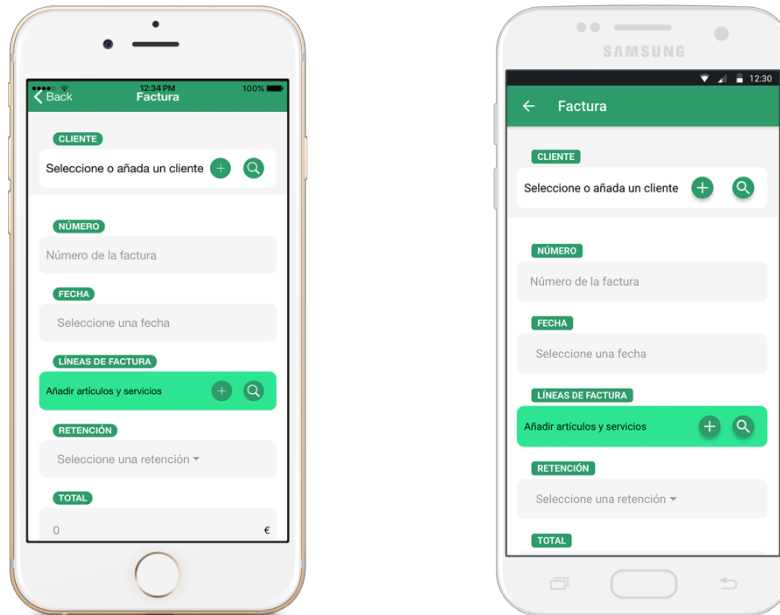 12:34 PM
100%
Back
Factura
CLIENTE
Seleccione o añada un cliente
NÚMERO
Número de la factura
FECHA
Seleccione una fecha
LÍNEAS DE FACTURA
Añadir artículos y servicios
RETENCIÓN
Seleccione una retención
TOTAL
0 €
SAMSUNG
12:30
Factura
CLIENTE
Seleccione o añada un cliente
NÚMERO
Número de la factura
FECHA
Seleccione una fecha
LÍNEAS DE FACTURA
Añadir artículos y servicios
RETENCIÓN
Seleccione una retención
TOTAL